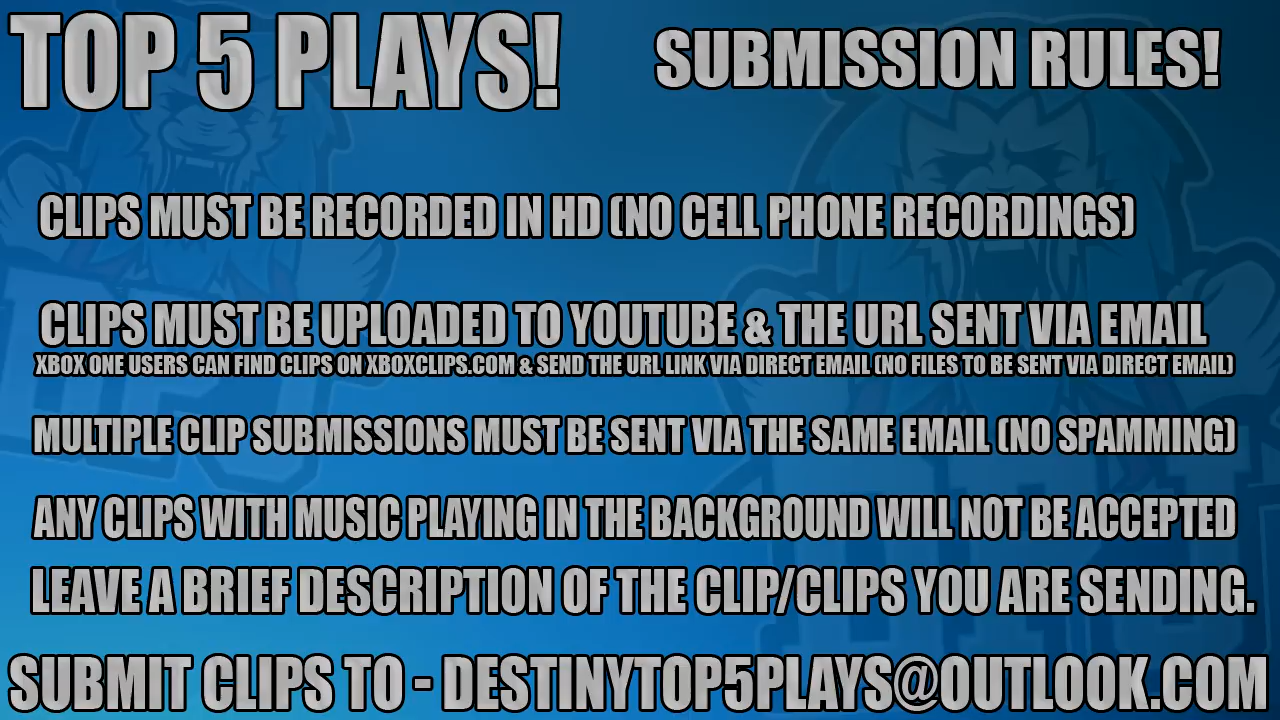 TOP 5 PLAYS!
SUBMISSION RULES!
CLIPS MUST BE RECORDED IN HD (NO CELL PHONE RECORDINGS)
CLIPS MUST BE UPLOADED TO YOUTUBE & THE URL SENT VIA EMAIL
XBOX ONE USERS CAN FIND CLIPS ON XBOXCLIPS.COM & SEND THE URL LINK VIA DIRECT EMAIL (NO FILES TO BE SENT VIA DIRECT EMAIL)
MULTIPLE CLIP SUBMISSIONS MUST BE SENT VIA THE SAME EMAIL (NO SPAMMING)
ANY CLIPS WITH MUSIC PLAYING IN THE BACKGROUND WILL NOT BE ACCEPTED
LEAVE A BRIEF DESCRIPTION OF THE CLIP/CLIPS YOU ARE SENDING.
SUBMIT CLIPS TO - DESTINYTOP5PLAYS@OUTLOOK.COM